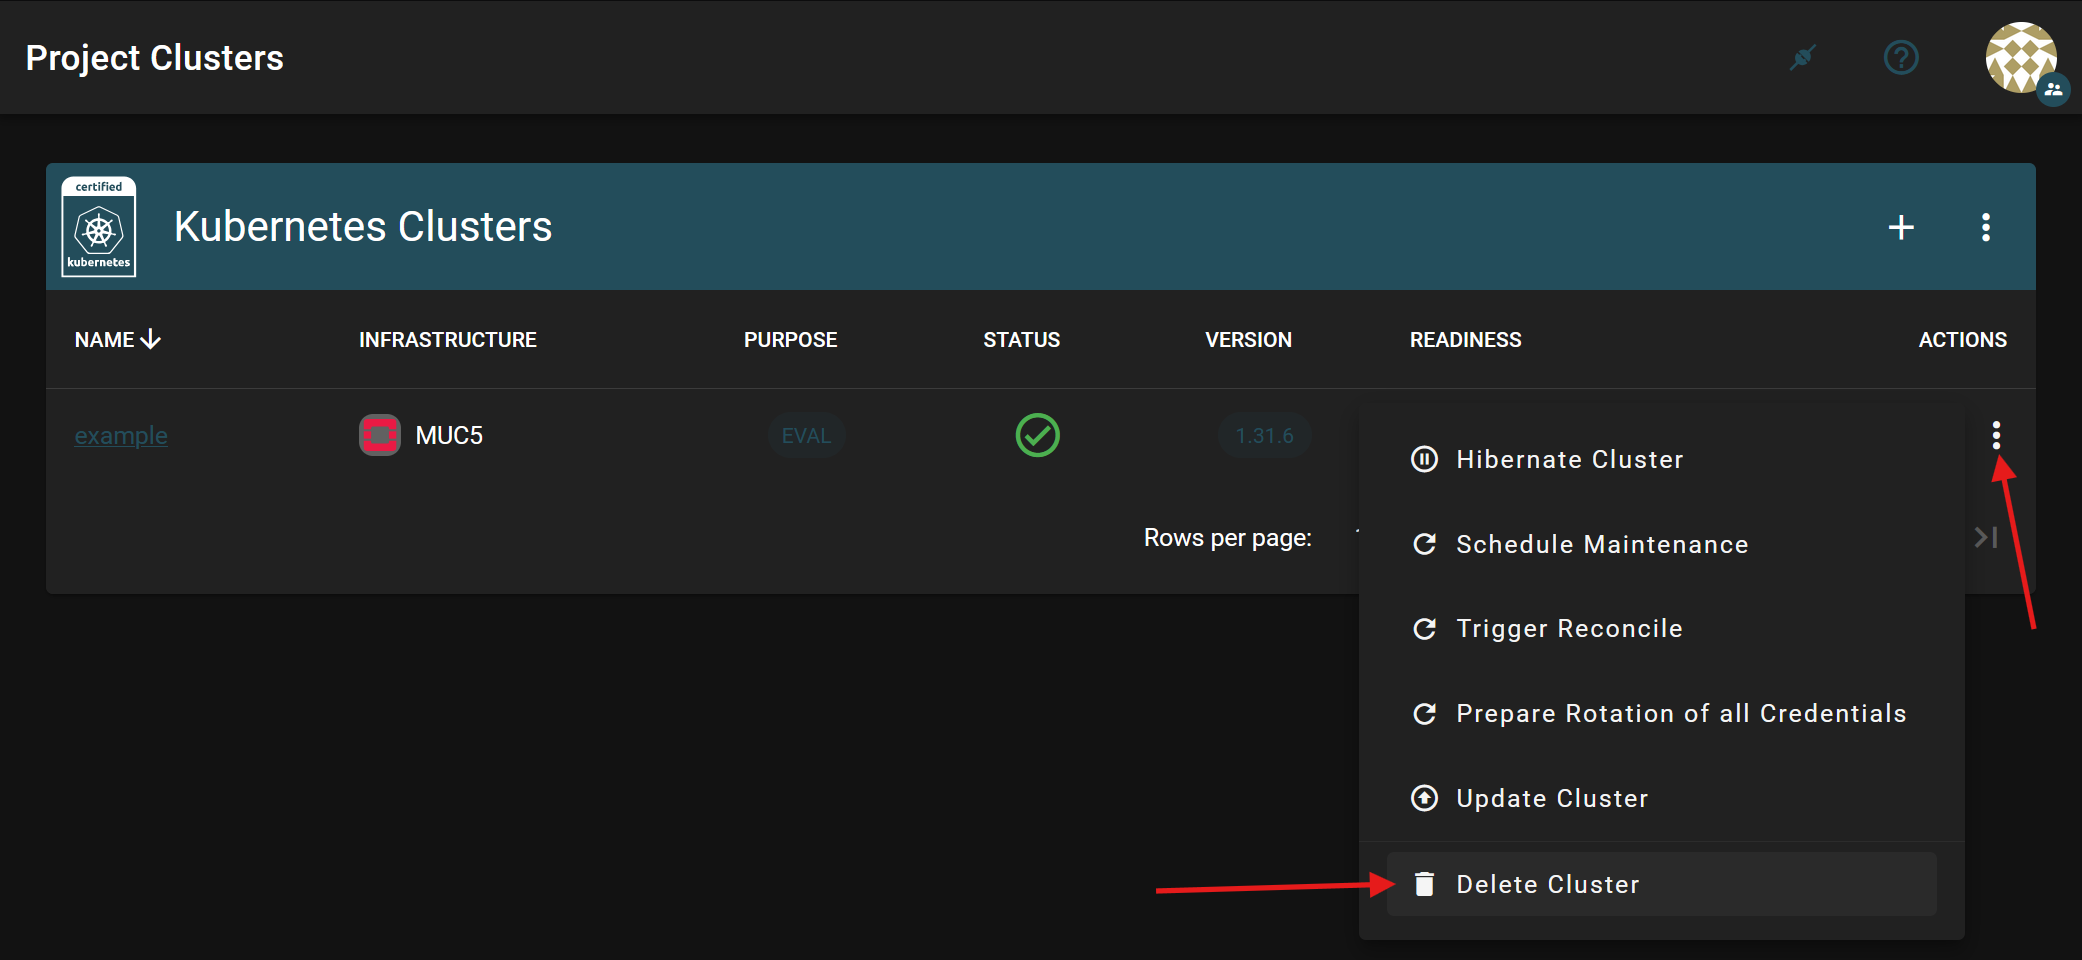 Project Clusters
certified
kubernetes
Kubernetes Clusters
NAME INFRASTRUCTURE PURPOSE STATUS VERSION READINESS ACTIONS
example MUC5 EVAL 1.31.6
Rows per page:
Hibernate Cluster
Schedule Maintenance
Trigger Reconcile
Prepare Rotation of all Credentials
Update Cluster
Delete Cluster